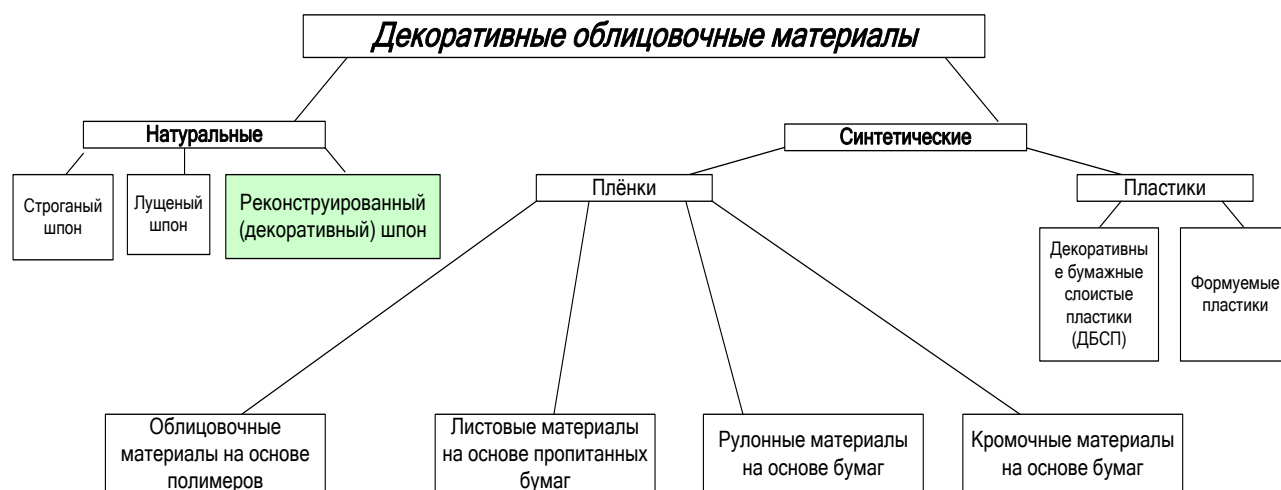 Декоративные облицовочные материалы
Натуральные
Синтетические
Строганый
шпон
Лущеный
шпон
Реконструированный
(декоративный) шпон
Плёнки
Пластики
Декоративны
е бумажные
слоистые
пластики
(ДБСП)
Формуемые
пластики
Облицовочные
материалы на основе
полимеров
Листовые материалы
на основе пропитанных
бумаг
Рулонные материалы
на основе бумаг
Кромочные материалы
на основе бумаг